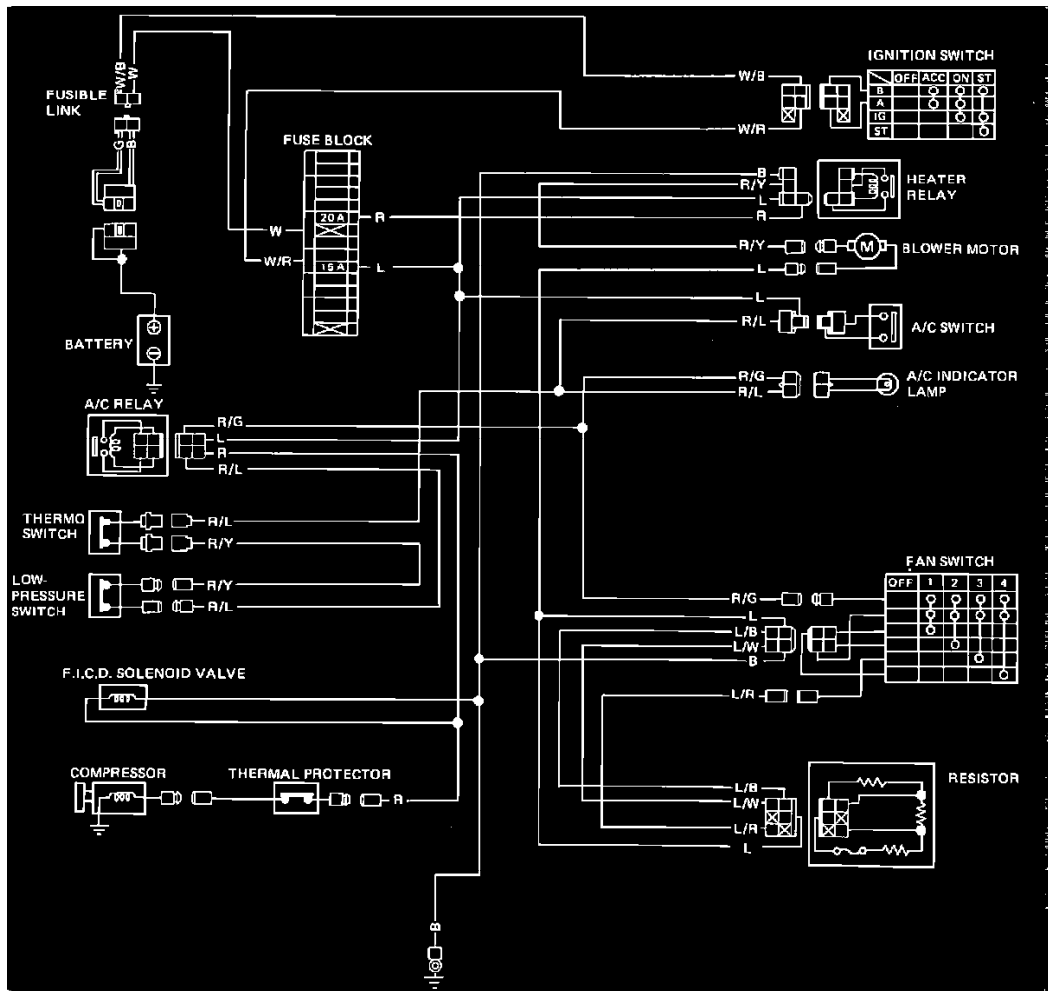 IGNITION SWITCH
OFF ACC ON ST
B
A
IG
ST
W/B
W/R
W/B
W
FUSIBLE
LINK
G
B
FUSE BLOCK
20A
15A
W
W/R
R
L
B
R/Y
L
R
HEATER
RELAY
R/Y
L
M
BLOWER MOTOR
L
R/L
A/C SWITCH
R/G
R/L
A/C INDICATOR
LAMP
BATTERY
A/C RELAY
R/G
L
R
R/L
THERMO
SWITCH
R/L
R/Y
LOW-
PRESSURE
SWITCH
R/Y
R/L
FAN SWITCH
OFF 1 2 3 4
R/G
L
L/B
L/W
B
L/R
F.I.C.D. SOLENOID VALVE
COMPRESSOR
THERMAL PROTECTOR
R
RESISTOR
L/B
L/W
L/R
L
B